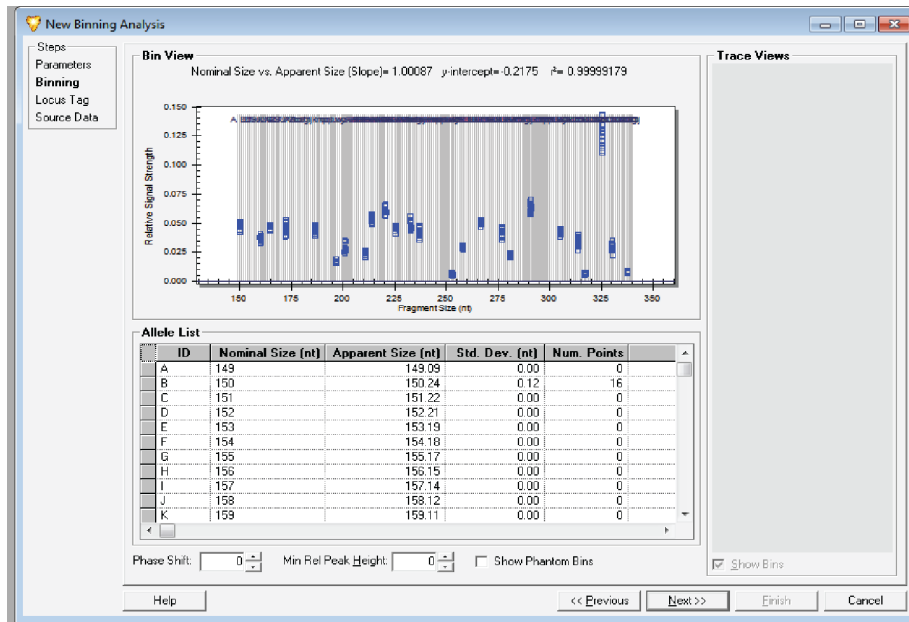 New Binning Analysis
Steps
Parameters
Binning
Locus Tag
Source Data
Bin View
Nominal Size vs. Apparent Size (Slope)= 1.00087 y-intercept=-0.2175 r²= 0.99999179
0.150
0.125
0.100
0.075
0.050
0.025
0.000
Relative Signal Strength
A
150 175 200 225 250 275 300 325 350
Fragment Size (nt)
Allele List
ID Nominal Size (nt) Apparent Size (nt) Std. Dev. (nt) Num. Points
A 149 149.09 0.00 0
B 150 150.24 0.12 16
C 151 151.22 0.00 0
D 152 152.21 0.00 0
E 153 153.19 0.00 0
F 154 154.18 0.00 0
G 155 155.17 0.00 0
H 156 156.15 0.00 0
I 157 157.14 0.00 0
J 158 158.12 0.00 0
K 159 159.11 0.00 0
Phase Shift: 0 Min Rel Peak Height: 0 Show Phantom Bins
Trace Views
Show Bins
Help << Previous Next >> Finish Cancel